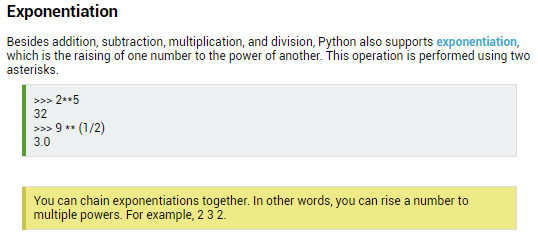 Exponentiation
Besides addition, subtraction, multiplication, and division, Python also supports exponentiation,
which is the raising of one number to the power of another. This operation is performed using two
asterisks.
>>> 2**5
32
>>> 9 ** (1/2)
3.0
You can chain exponentiations together. In other words, you can rise a number to
multiple powers. For example, 2 3 2.